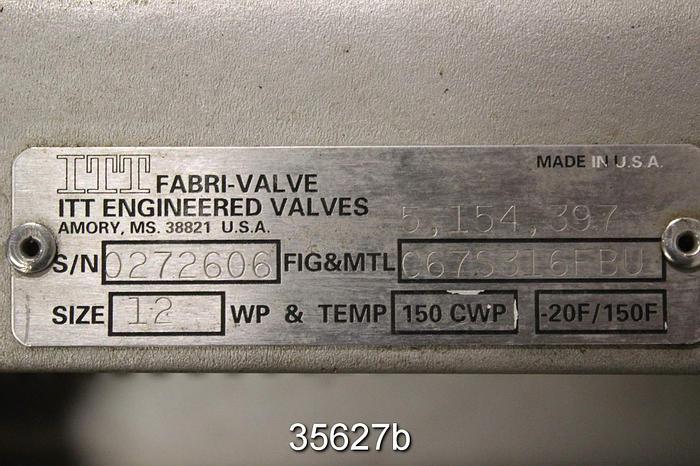 ITT FABRI-VALVE MADE IN U.S.A.
ITT ENGINEERED VALVES
5,154,397
AMORY, MS. 38821 U.S.A.
S/N 0272606 FIG&MTL C67S316FBU
SIZE 12 WP & TEMP 150 CWP -20F/150F
35627b